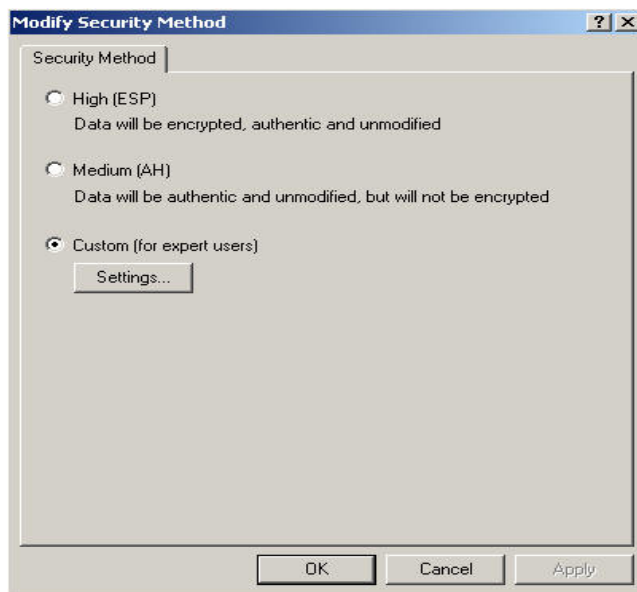 Modify Security Method
Security Method
High (ESP)
Data will be encrypted, authentic and unmodified
Medium (AH)
Data will be authentic and unmodified, but will not be encrypted
Custom (for expert users)
Settings...
OK Cancel Apply